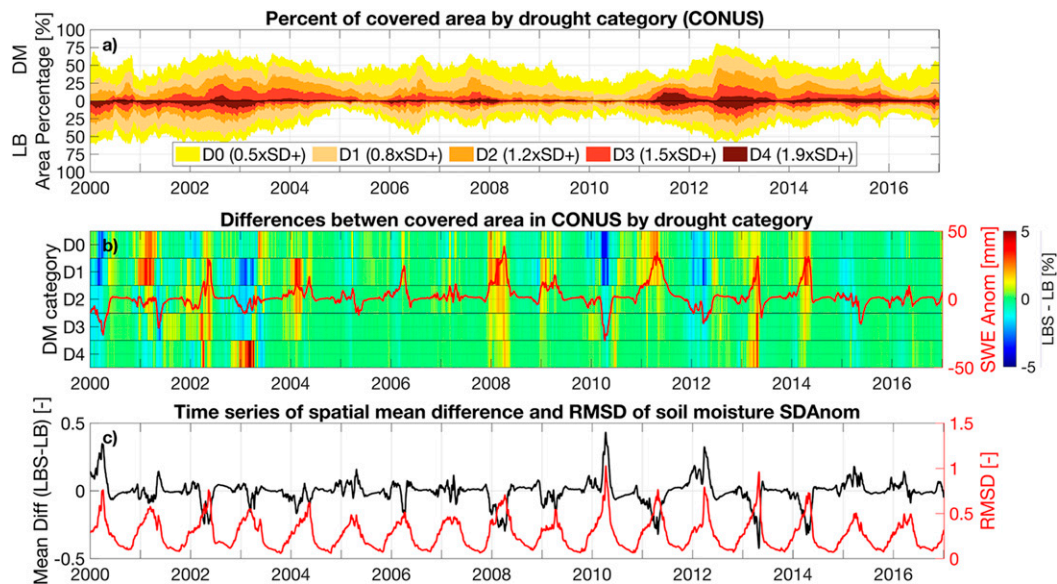 Percent of covered area by drought category (CONUS)
a)
LB DM
Area Percentage [%]
100
75
50
25
0
25
50
75
100
D0 (0.5xSD+) D1 (0.8xSD+) D2 (1.2xSD+) D3 (1.5xSD+) D4 (1.9xSD+)
2000 2002 2004 2006 2008 2010 2012 2014 2016
Differences betwen covered area in CONUS by drought category
b)
DM category
D0
D1
D2
D3
D4
50
0
-50
SWE Anom [mm]
5
0
-5
LBS - LB [%]
2000 2002 2004 2006 2008 2010 2012 2014 2016
Time series of spatial mean difference and RMSD of soil moisture SDAnom
c)
Mean Diff (LBS-LB) [-]
0.5
0
-0.5
1.5
1
0.5
0
RMSD [-]
2000 2002 2004 2006 2008 2010 2012 2014 2016